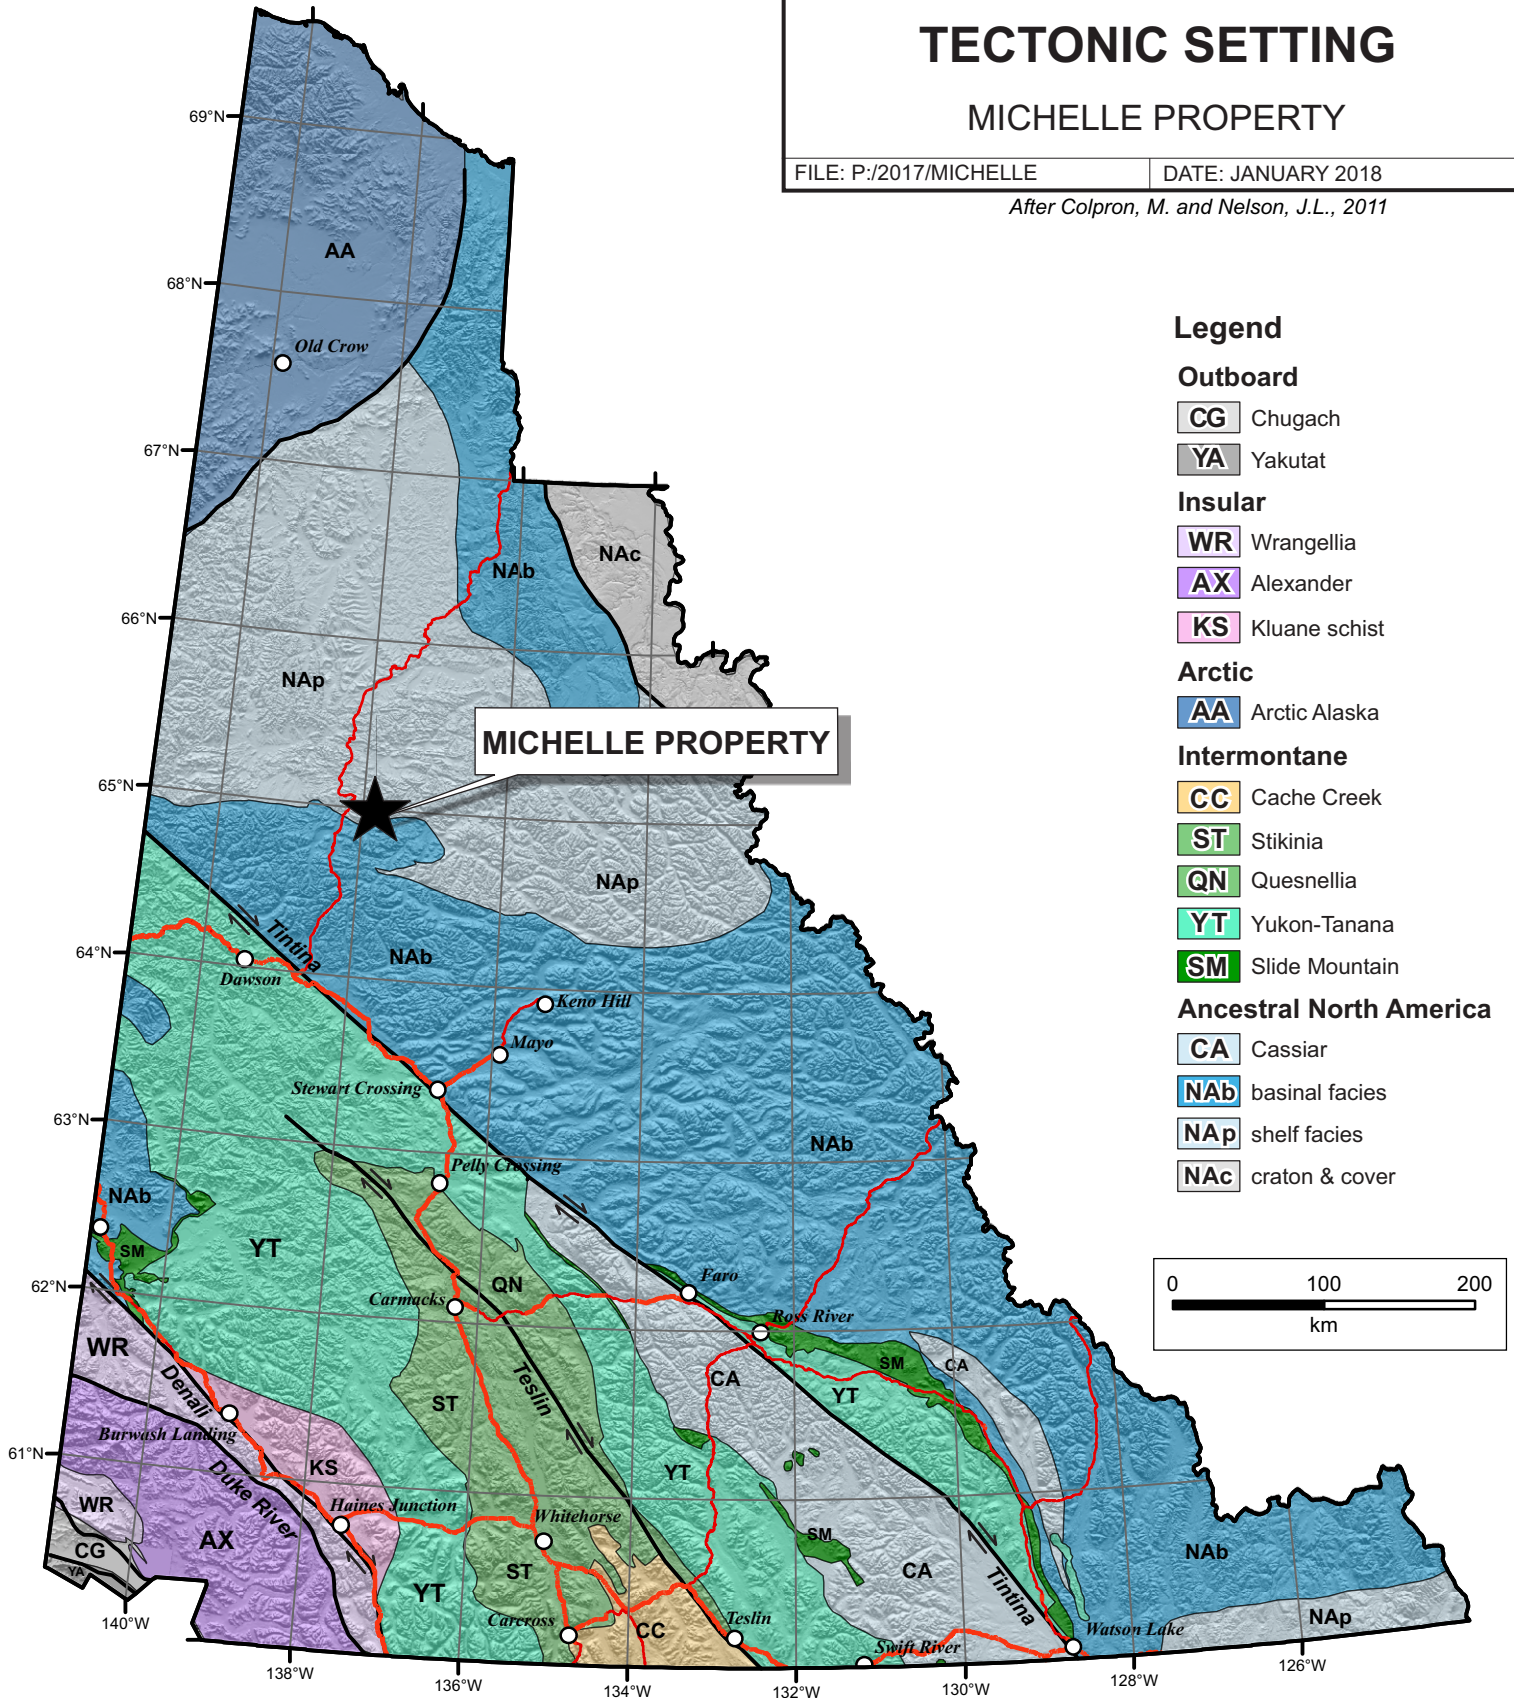 TECTONIC SETTING
MICHELLE PROPERTY
FILE: P:/2017/MICHELLE
DATE: JANUARY 2018
After Colpron, M. and Nelson, J.L., 2011
69°N
68°N
67°N
66°N
65°N
64°N
63°N
62°N
61°N
140°W
138°W
136°W
134°W
132°W
130°W
128°W
126°W
AA
Old Crow
NAc
NAb
NAp
MICHELLE PROPERTY
NAp
Tintina
NAb
Dawson
Keno Hill
Mayo
Stewart Crossing
NAb
Pelly Crossing
NAb
SM
YT
QN
Faro
Carmacks
Ross River
WR
SM
CA
Denali
Teslin
CA
YT
ST
Burwash Landing
KS
YT
Duke River
WR
Haines Junction
Whitehorse
SM
AX
CG
YA
ST
CA
NAb
YT
Tintina
Carcross
CC
Teslin
Swift River
Watson Lake
NAp
Legend
Outboard
CG Chugach
YA Yakutat
Insular
WR Wrangellia
AX Alexander
KS Kluane schist
Arctic
AA Arctic Alaska
Intermontane
CC Cache Creek
ST Stikinia
QN Quesnellia
YT Yukon-Tanana
SM Slide Mountain
Ancestral North America
CA Cassiar
NAb basinal facies
NAp shelf facies
NAc craton & cover
0 100 200
km